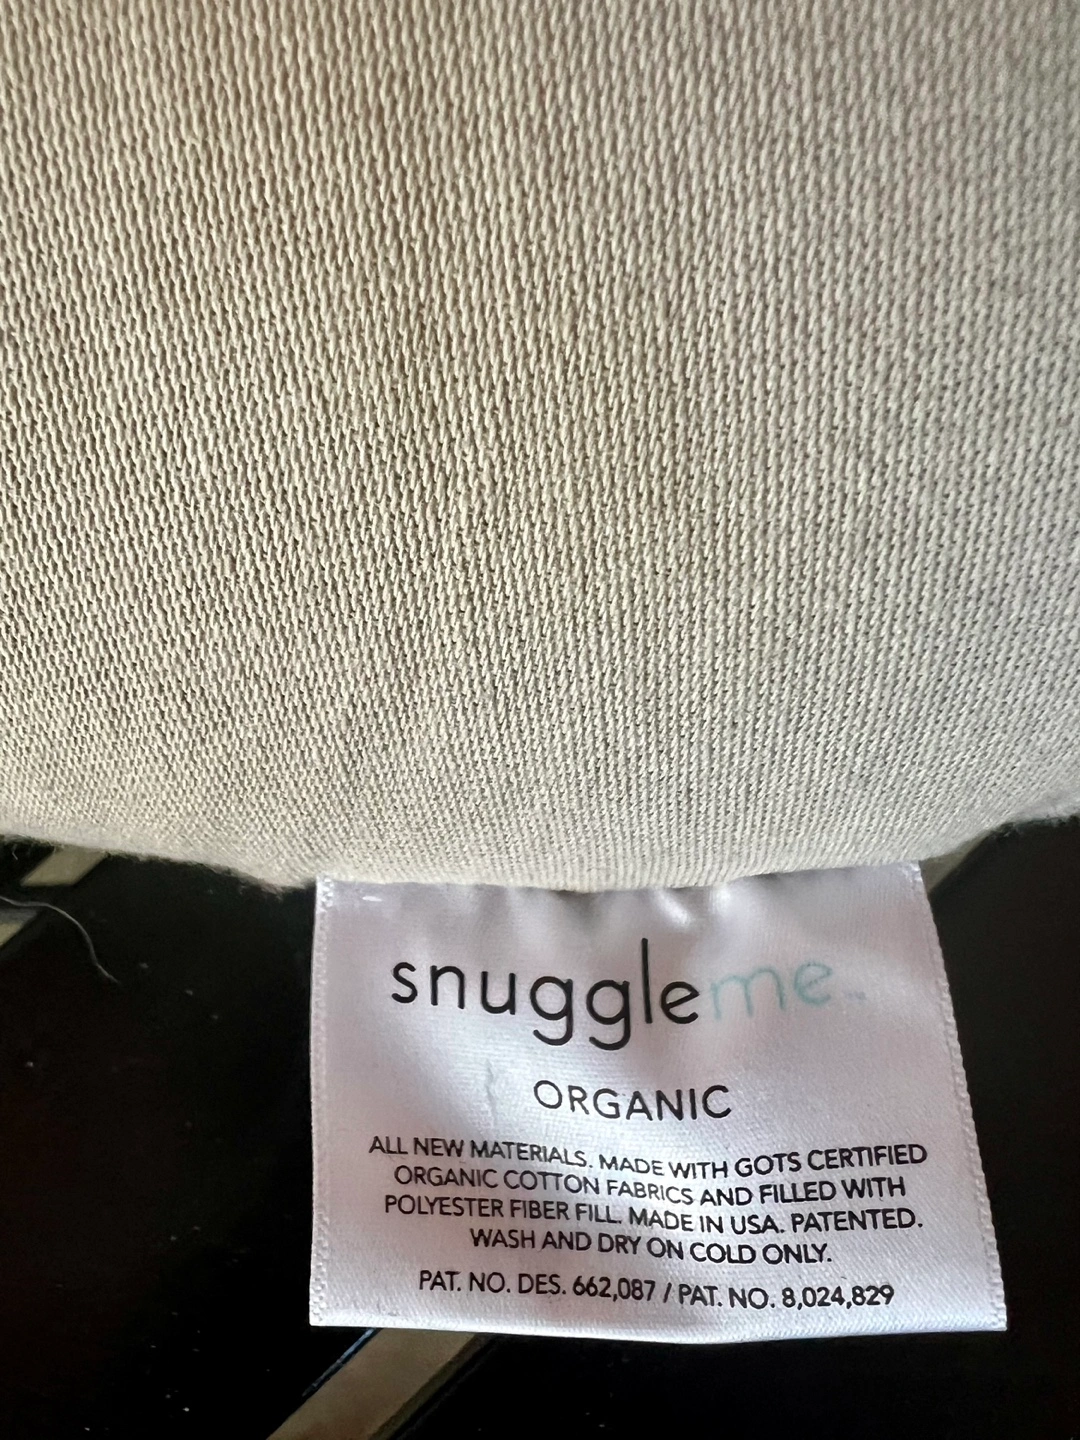 snuggleme™
ORGANIC
ALL NEW MATERIALS. MADE WITH GOTS CERTIFIED
ORGANIC COTTON FABRICS AND FILLED WITH
POLYESTER FIBER FILL. MADE IN USA. PATENTED.
WASH AND DRY ON COLD ONLY.
PAT. NO. DES. 662,087 / PAT. NO. 8,024,829